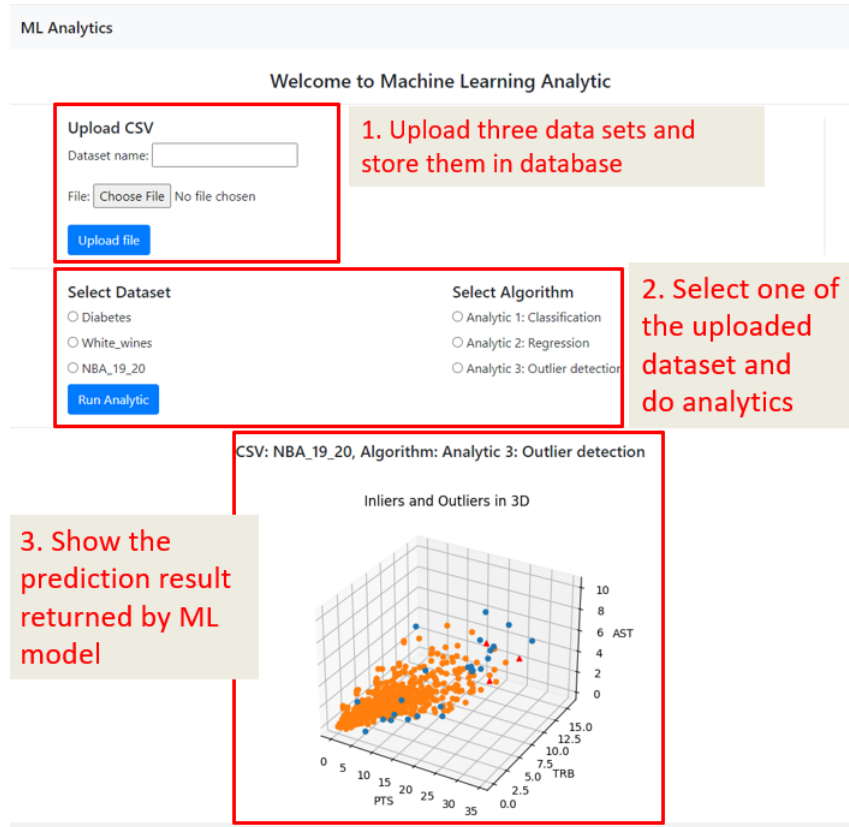 ML Analytics
Welcome to Machine Learning Analytic
Upload CSV
Dataset name:
File: Choose File No file chosen
Upload file
1. Upload three data sets and
store them in database
Select Dataset
Diabetes
White_wines
NBA_19_20
Run Analytic
Select Algorithm
Analytic 1: Classification
Analytic 2: Regression
Analytic 3: Outlier detection
2. Select one of
the uploaded
dataset and
do analytics
CSV: NBA_19_20, Algorithm: Analytic 3: Outlier detection
Inliers and Outliers in 3D
3. Show the
prediction result
returned by ML
model
10
8
6 AST
4
2
0
15.0
12.5
10.0
7.5
5.0 TRB
2.5
0.0
0 5 10 15 20 25 30 35
PTS